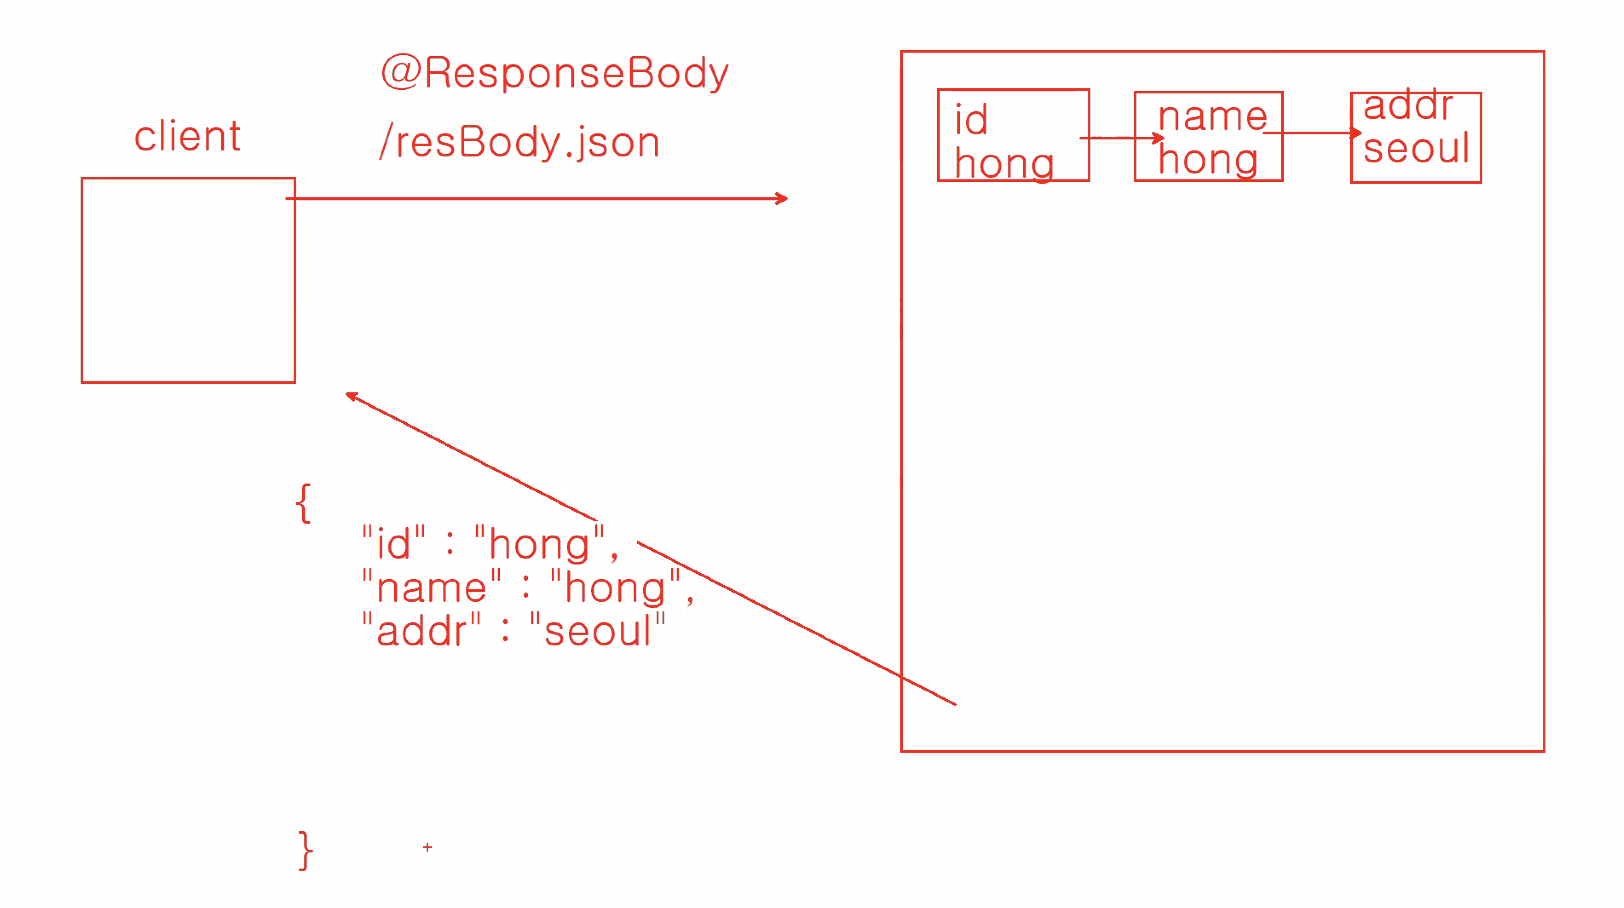 @ResponseBody
client
/resBody.json
id
hong
name
hong
addr
seoul
{
"id" : "hong",
"name" : "hong",
"addr" : "seoul"
}